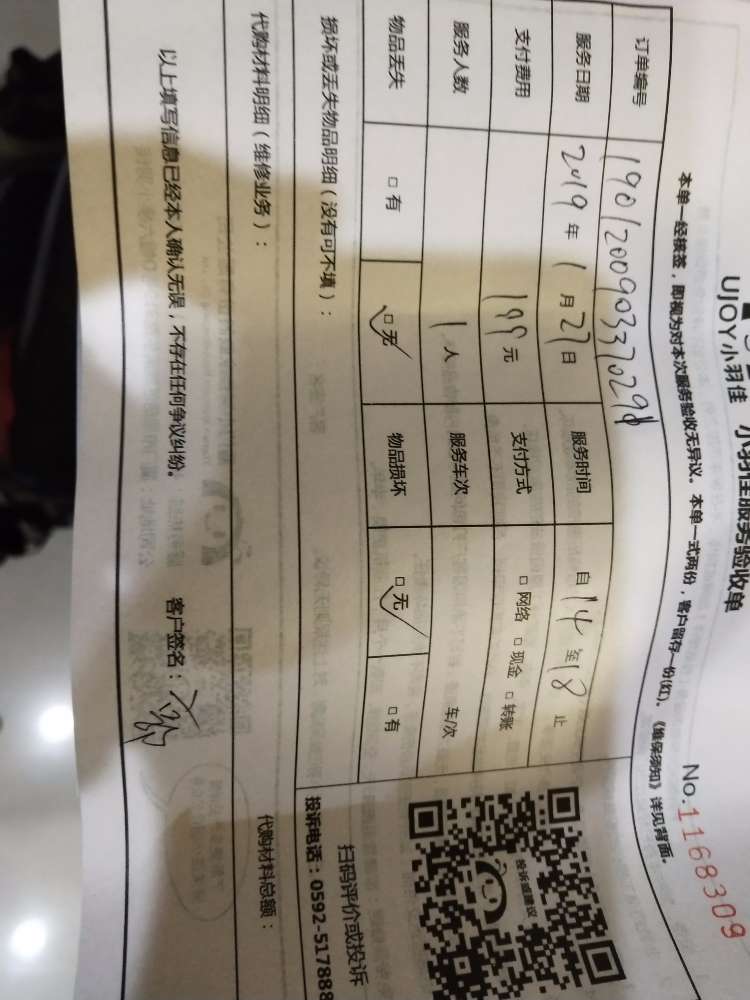 UJOY小羽佳 小羽佳服务验收单
No.1168309
本单一经接签，即视为对本次服务验收无异议。本单一式两份，客户留存一份(红)。《维保须知》详见背面。
订单编号
服务日期 2019年1月27日 服务时间 自14至18止
支付费用 199元 支付方式 □网络 □现金 □转账
服务人数 1人 服务车次 车/次
物品丢失 □有 □无 物品损坏 □无 □有
损坏或丢失物品明细（没有可不填）：
投诉或建议
扫码评价或投诉
投诉电话：0592-517888
代购材料明细（维修业务）： 代购材料总额：
以上填写信息已经本人确认无误，不存在任何争议纠纷。 客户签名：